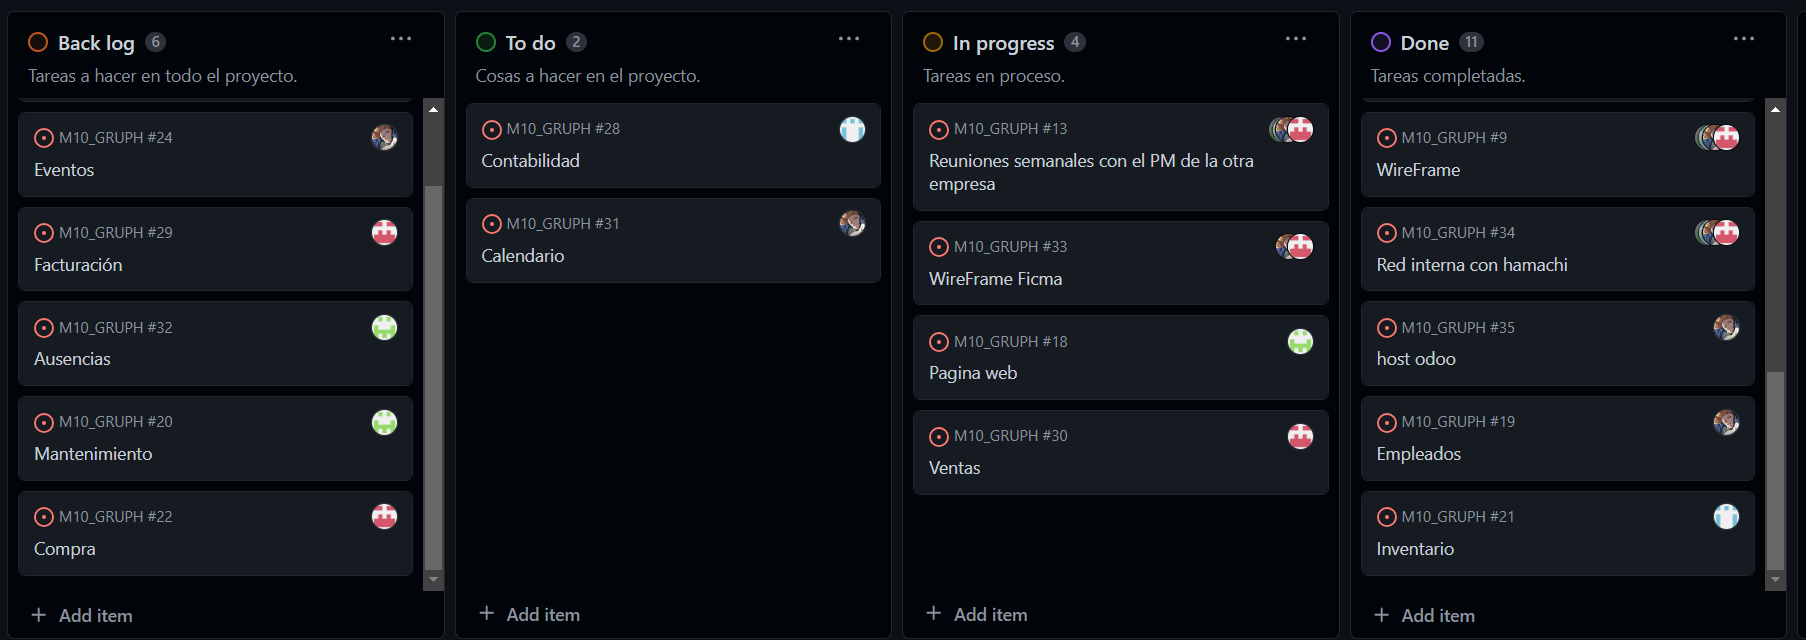 Back log 6
Tareas a hacer en todo el proyecto.
M10_GRUPH #24
Eventos
M10_GRUPH #29
Facturación
M10_GRUPH #32
Ausencias
M10_GRUPH #20
Mantenimiento
M10_GRUPH #22
Compra
Add item
To do 2
Cosas a hacer en el proyecto.
M10_GRUPH #28
Contabilidad
M10_GRUPH #31
Calendario
Add item
In progress 4
Tareas en proceso.
M10_GRUPH #13
Reuniones semanales con el PM de la otra
empresa
M10_GRUPH #33
WireFrame Ficma
M10_GRUPH #18
Pagina web
M10_GRUPH #30
Ventas
Add item
Done 11
Tareas completadas.
M10_GRUPH #9
WireFrame
M10_GRUPH #34
Red interna con hamachi
M10_GRUPH #35
host odoo
M10_GRUPH #19
Empleados
M10_GRUPH #21
Inventario
Add item